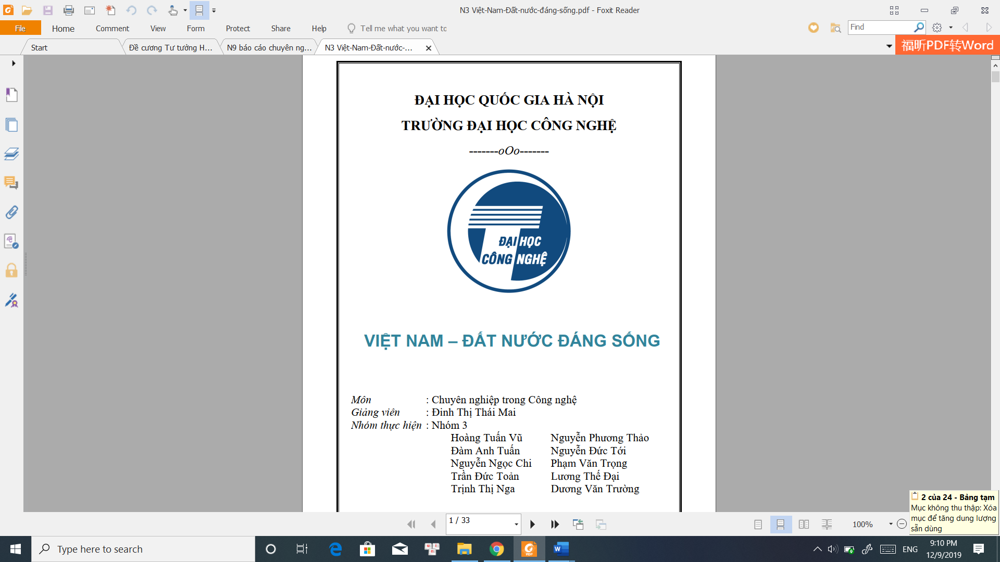 N3 Việt-Nam-Đất-nước-đáng-sống.pdf - Foxit Reader
File Home Comment View Form Protect Share Help Tell me what you want to
Find
Start Đề cương Tư tưởng H... N9 báo cáo chuyên ng... N3 Việt-Nam-Đất-nước-...
福昕PDF转Word
ĐẠI HỌC QUỐC GIA HÀ NỘI
TRƯỜNG ĐẠI HỌC CÔNG NGHỆ
-------oOo-------
ĐẠI HỌC
CÔNG NGHỆ
VIỆT NAM – ĐẤT NƯỚC ĐÁNG SỐNG
Môn : Chuyên nghiệp trong Công nghệ
Giảng viên : Đinh Thị Thái Mai
Nhóm thực hiện : Nhóm 3
Hoàng Tuấn Vũ Nguyễn Phương Thảo
Đàm Anh Tuấn Nguyễn Đức Tới
Nguyễn Ngọc Chi Phạm Văn Trọng
Trần Đức Toản Lương Thế Đại
Trịnh Thị Nga Dương Văn Trường
2 của 24 - Bảng tạm
Mục không thu thập: Xóa
mục để tăng dung lượng
sẵn dùng
1 / 33
100%
Type here to search
ENG
9:10 PM
12/9/2019